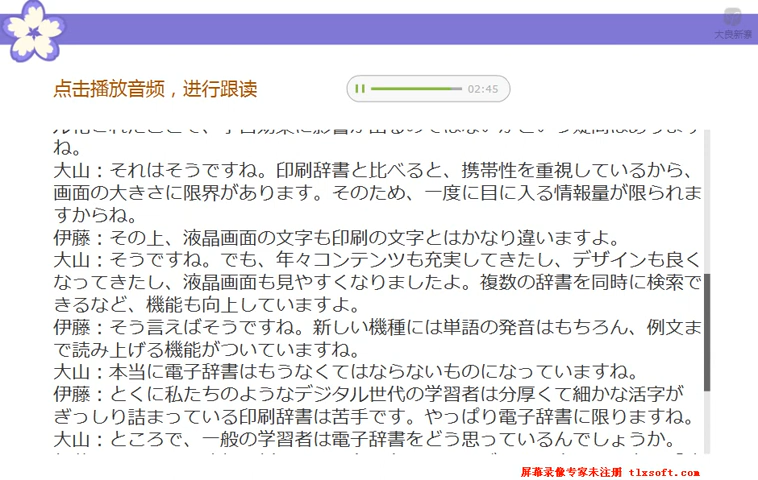 大良新灝
点击播放音频，进行跟读
02:45
ね。
大山：それはそうですね。印刷辞書と比べると、携帯性を重視しているから、
画面の大きさに限界があります。そのため、一度に目に入る情報量が限られま
すからね。
伊藤：その上、液晶画面の文字も印刷の文字とはかなり違いますよ。
大山：そうですね。でも、年々コンテンツも充実してきたし、デザインも良く
なってきたし、液晶画面も見やすくなりましたよ。複数の辞書を同時に検索で
きるなど、機能も向上していますよ。
伊藤：そう言えばそうですね。新しい機種には単語の発音はもちろん、例文ま
で読み上げる機能がついていますね。
大山：本当に電子辞書はもうなくてはならないものになっていますね。
伊藤：とくに私たちのようなデジタル世代の学習者は分厚くて細かな活字が
ぎっしり詰まっている印刷辞書は苦手です。やっぱり電子辞書に限りますね。
大山：ところで、一般の学習者は電子辞書をどう思っているんでしょうか。
屏幕录像专家未注册 tlxsoft.com